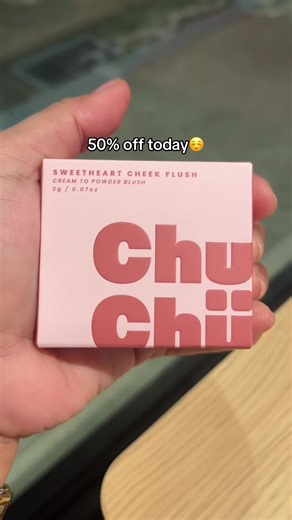 50% off today☺️
SWEETHEART CHEEK FLUSH
CREAM TO POWDER BLUSH
2g / 0.07oz
Chu
Chü